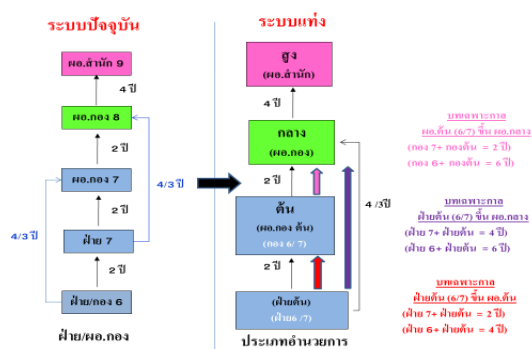 ระบบปัจจุบัน
ผอ.สำนัก 9
4 ปี
ผอ.กอง 8
2 ปี
ผอ.กอง 7
4/3 ปี
2 ปี
4/3 ปี
ฝ่าย 7
2 ปี
ฝ่าย/กอง 6
ฝ่าย/ผอ.กอง
ระบบแท่ง
สูง
(ผอ.สำนัก)
4 ปี
กลาง
(ผอ.กอง)
2 ปี
4 /3 ปี
ต้น
(ผอ.กอง ต้น)
(กอง 6/ 7)
2 ปี
(ฝ่ายต้น)
(ฝ่าย6 /7)
ประเภทอำนวยการ
บทเฉพาะกาล
ผอ.ต้น (6/7) ขึ้น ผอ.กลาง
(กอง 7+ กองต้น = 2 ปี)
(กอง 6+ กองต้น = 6 ปี)
บทเฉพาะกาล
ฝ่ายต้น (6/7) ขึ้น ผอ.กลาง
(ฝ่าย 7+ ฝ่ายต้น = 4 ปี)
(ฝ่าย 6+ ฝ่ายต้น = 6 ปี)
บทเฉพาะกาล
ฝ่ายต้น (6/7) ขึ้น ผอ.ต้น
(ฝ่าย 7+ ฝ่ายต้น = 2 ปี)
(ฝ่าย 6+ ฝ่ายต้น = 4 ปี)